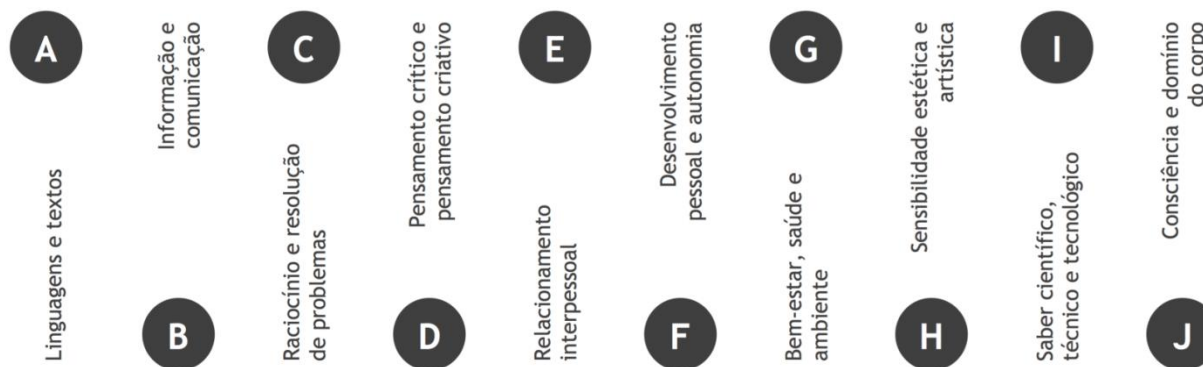 A
Linguagens e textos
Informação e
comunicação
B
C
Raciocínio e resolução
de problemas
Pensamento crítico e
pensamento criativo
D
E
Relacionamento
interpessoal
Desenvolvimento
pessoal e autonomia
F
G
Bem-estar, saúde e
ambiente
Sensibilidade estética e
artística
H
I
Saber científico,
técnico e tecnológico
Consciência e domínio
do corpo
J